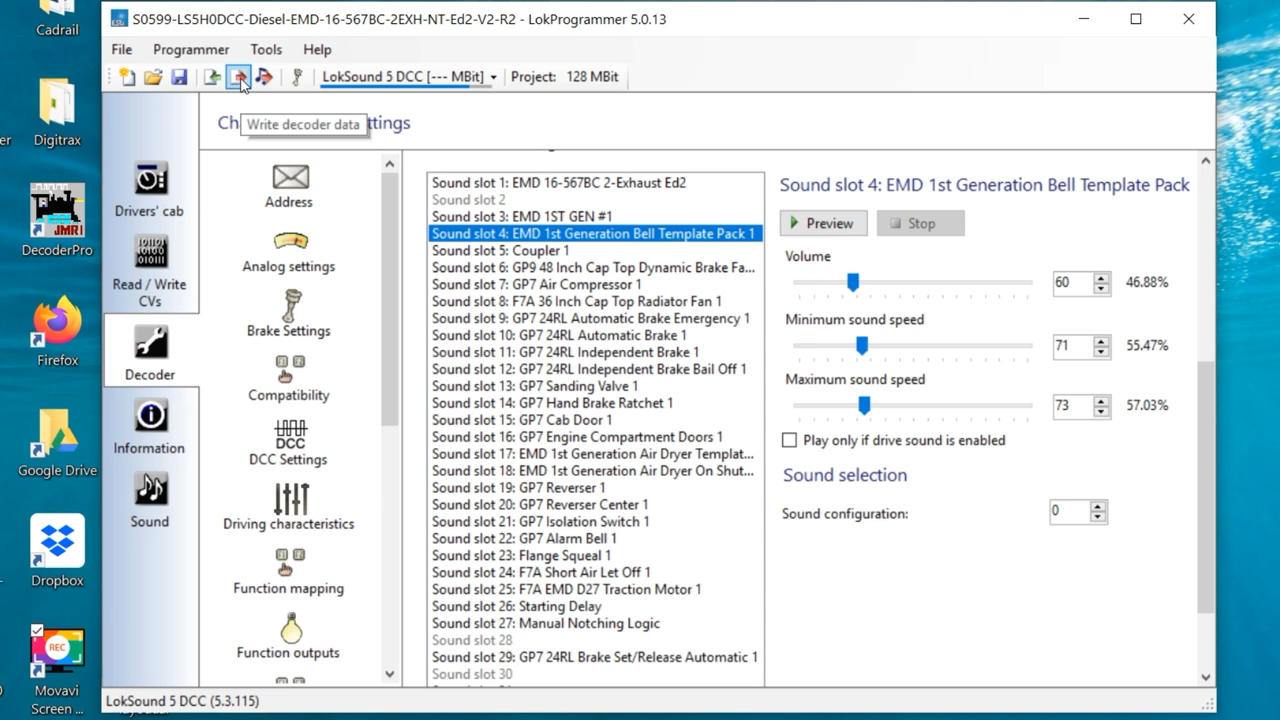 Cadrail
Digitrax
DecoderPro
Firefox
Google Drive
Dropbox
Movavi
Screen ...
er
JMRI
REC
S0599-LS5H0DCC-Diesel-EMD-16-567BC-2EXH-NT-Ed2-V2-R2 - LokProgrammer 5.0.13
File Programmer Tools Help
LokSound 5 DCC [--- MBit] Project: 128 MBit
Write decoder data
Ch ttings
Drivers' cab
Read / Write
CVs
Decoder
Information
Sound
Address
Analog settings
Brake Settings
Compatibility
DCC
DCC Settings
Driving characteristics
Function mapping
Function outputs
Sound slot 1: EMD 16-567BC 2-Exhaust Ed2
Sound slot 2
Sound slot 3: EMD 1ST GEN #1
Sound slot 4: EMD 1st Generation Bell Template Pack 1
Sound slot 5: Coupler 1
Sound slot 6: GP9 48 Inch Cap Top Dynamic Brake Fa...
Sound slot 7: GP7 Air Compressor 1
Sound slot 8: F7A 36 Inch Cap Top Radiator Fan 1
Sound slot 9: GP7 24RL Automatic Brake Emergency 1
Sound slot 10: GP7 24RL Automatic Brake 1
Sound slot 11: GP7 24RL Independent Brake 1
Sound slot 12: GP7 24RL Independent Brake Bail Off 1
Sound slot 13: GP7 Sanding Valve 1
Sound slot 14: GP7 Hand Brake Ratchet 1
Sound slot 15: GP7 Cab Door 1
Sound slot 16: GP7 Engine Compartment Doors 1
Sound slot 17: EMD 1st Generation Air Dryer Templat...
Sound slot 18: EMD 1st Generation Air Dryer On Shut...
Sound slot 19: GP7 Reverser 1
Sound slot 20: GP7 Reverser Center 1
Sound slot 21: GP7 Isolation Switch 1
Sound slot 22: GP7 Alarm Bell 1
Sound slot 23: Flange Squeal 1
Sound slot 24: F7A Short Air Let Off 1
Sound slot 25: F7A EMD D27 Traction Motor 1
Sound slot 26: Starting Delay
Sound slot 27: Manual Notching Logic
Sound slot 28
Sound slot 29: GP7 24RL Brake Set/Release Automatic 1
Sound slot 30
Sound slot 4: EMD 1st Generation Bell Template Pack
Preview Stop
Volume
60 46.88%
Minimum sound speed
71 55.47%
Maximum sound speed
73 57.03%
Play only if drive sound is enabled
Sound selection
Sound configuration: 0
LokSound 5 DCC (5.3.115)